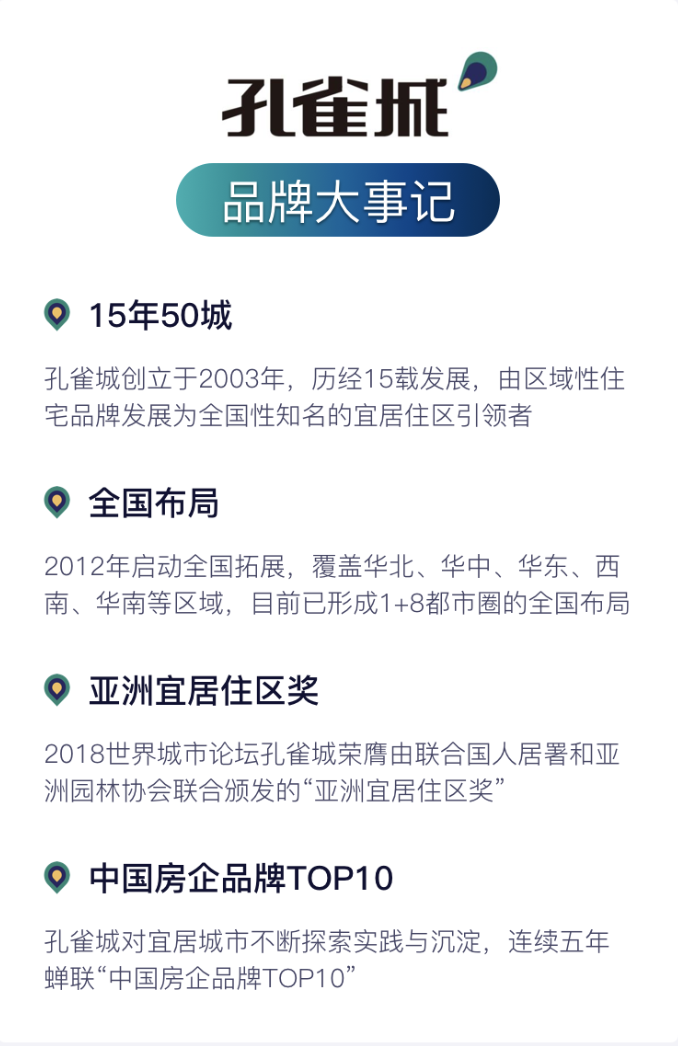 孔雀城
品牌大事记
15年50城
孔雀城创立于2003年，历经15载发展，由区域性住
宅品牌发展为全国性知名的宜居住区引领者
全国布局
2012年启动全国拓展，覆盖华北、华中、华东、西
南、华南等区域，目前已形成1+8都市圈的全国布局
亚洲宜居住区奖
2018世界城市论坛孔雀城荣膺由联合国人居署和亚
洲园林协会联合颁发的“亚洲宜居住区奖”
中国房企品牌TOP10
孔雀城对宜居城市不断探索实践与沉淀，连续五年
蝉联“中国房企品牌TOP10”